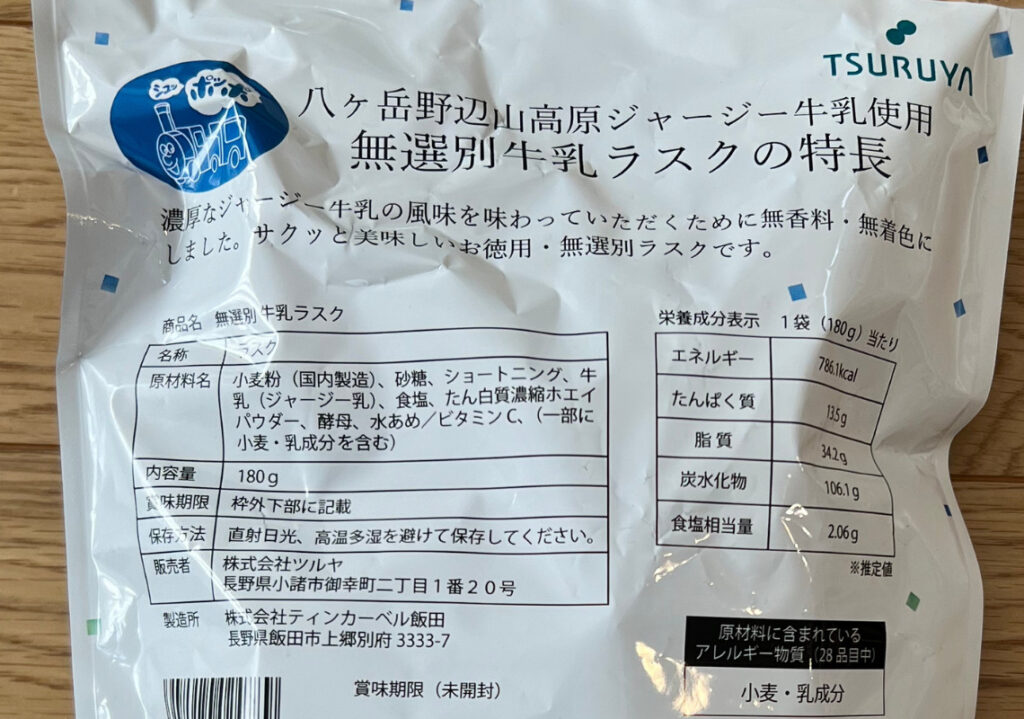 TSURUYA
シュッ ポッポ
八ヶ岳野辺山高原ジャージー牛乳使用
無選別牛乳ラスクの特長
濃厚なジャージー牛乳の風味を味わっていただくために無香料・無着色に
しました。サクッと美味しいお徳用・無選別ラスクです。
商品名 無選別 牛乳ラスク
名称 ラスク
原材料名 小麦粉（国内製造）、砂糖、ショートニング、牛
乳（ジャージー乳）、食塩、たん白質濃縮ホエイ
パウダー、酵母、水あめ／ビタミンC、（一部に
小麦・乳成分を含む）
内容量 180g
賞味期限 枠外下部に記載
保存方法 直射日光、高温多湿を避けて保存してください。
販売者 株式会社ツルヤ
長野県小諸市御幸町二丁目1番20号
製造所 株式会社ティンカーベル飯田
長野県飯田市上郷別府 3333-7
賞味期限（未開封）
栄養成分表示 1袋（180g）当たり
エネルギー 786.1kcal
たんぱく質 13.5g
脂質 34.2g
炭水化物 106.1g
食塩相当量 2.06g
※推定値
原材料に含まれている
アレルギー物質（28品目中）
小麦・乳成分